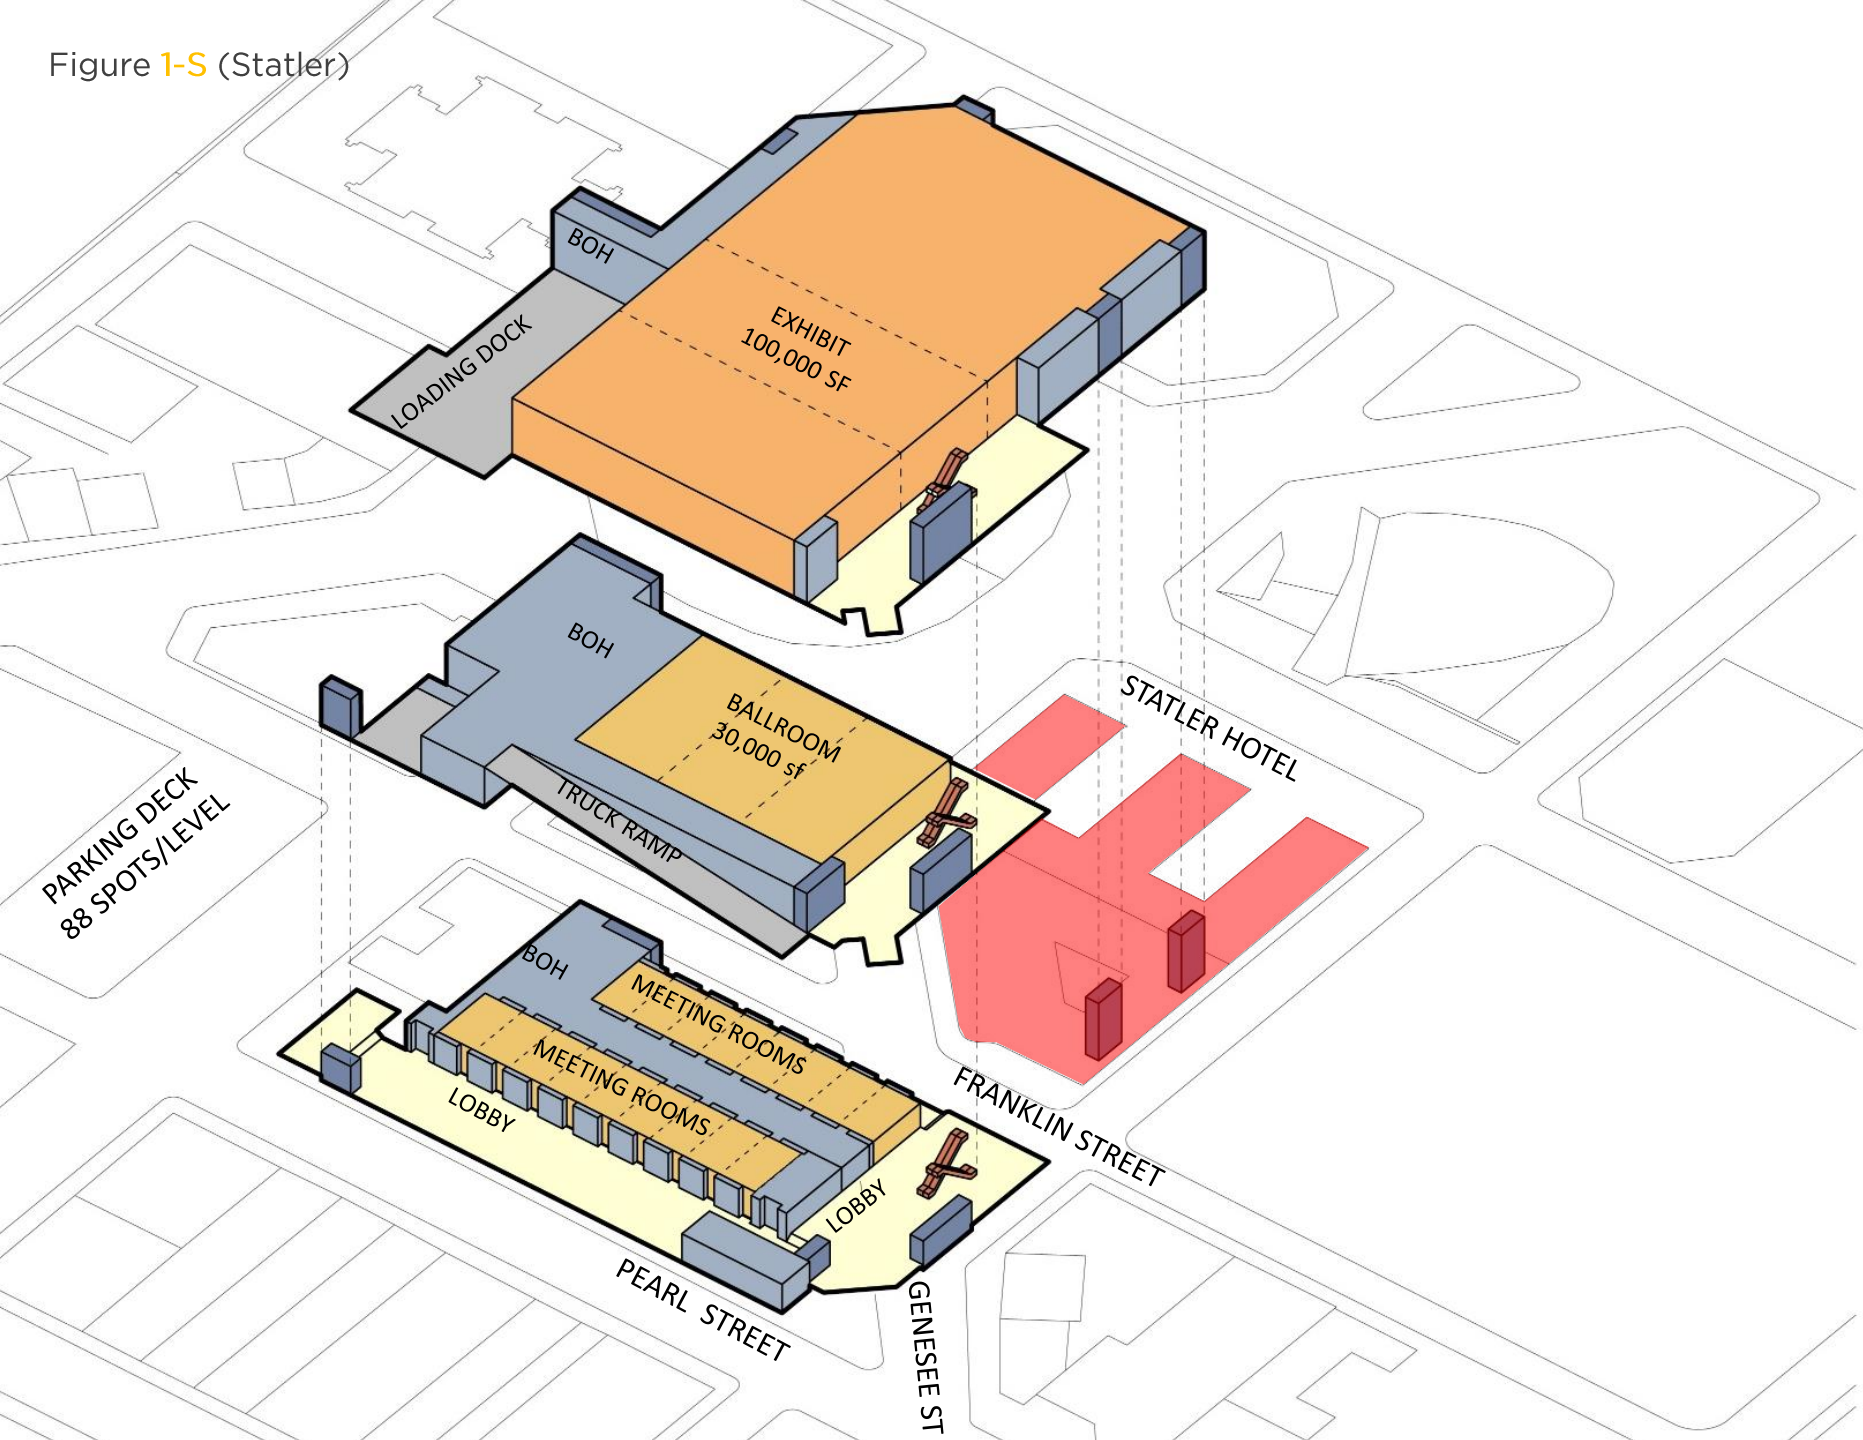 Figure 1-S (Statler)
BOH
LOADING DOCK
EXHIBIT
100,000 SF
BOH
BALLROOM
30,000 sf
TRUCK RAMP
STATLER HOTEL
PARKING DECK
88 SPOTS/LEVEL
BOH
MEETING ROOMS
MEETING ROOMS
LOBBY
LOBBY
FRANKLIN STREET
PEARL STREET
GENESEE ST